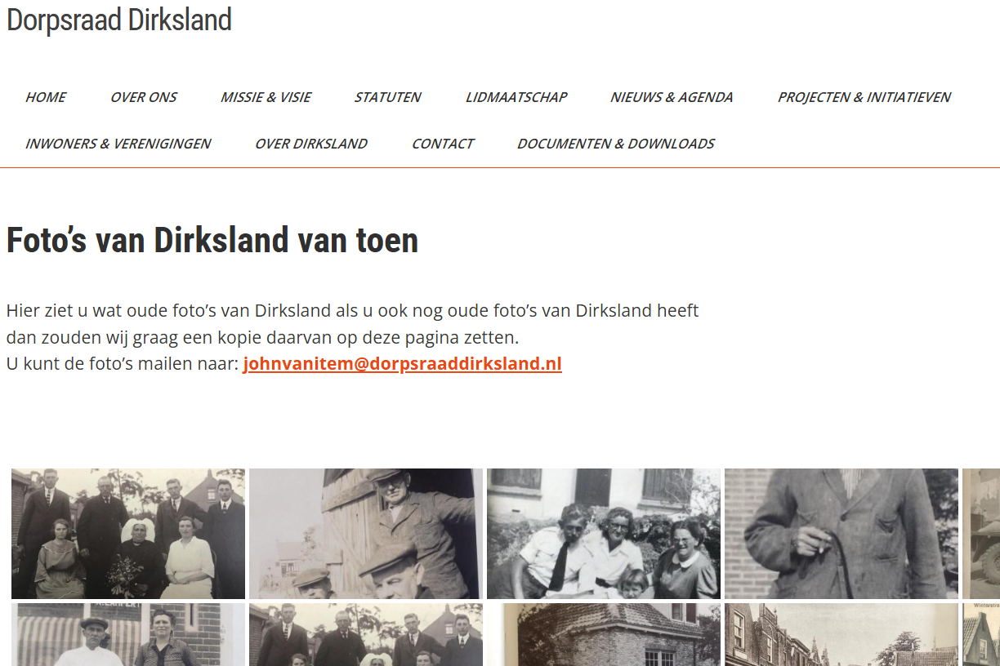 Dorpsraad Dirksland
HOME OVER ONS MISSIE & VISIE STATUTEN LIDMAATSCHAP NIEUWS & AGENDA PROJECTEN & INITIATIEVEN
INWONERS & VERENIGINGEN OVER DIRKSLAND CONTACT DOCUMENTEN & DOWNLOADS
Foto’s van Dirksland van toen
Hier ziet u wat oude foto’s van Dirksland als u ook nog oude foto’s van Dirksland heeft
dan zouden wij graag een kopie daarvan op deze pagina zetten.
U kunt de foto’s mailen naar: johnvanitem@dorpsraaddirksland.nl